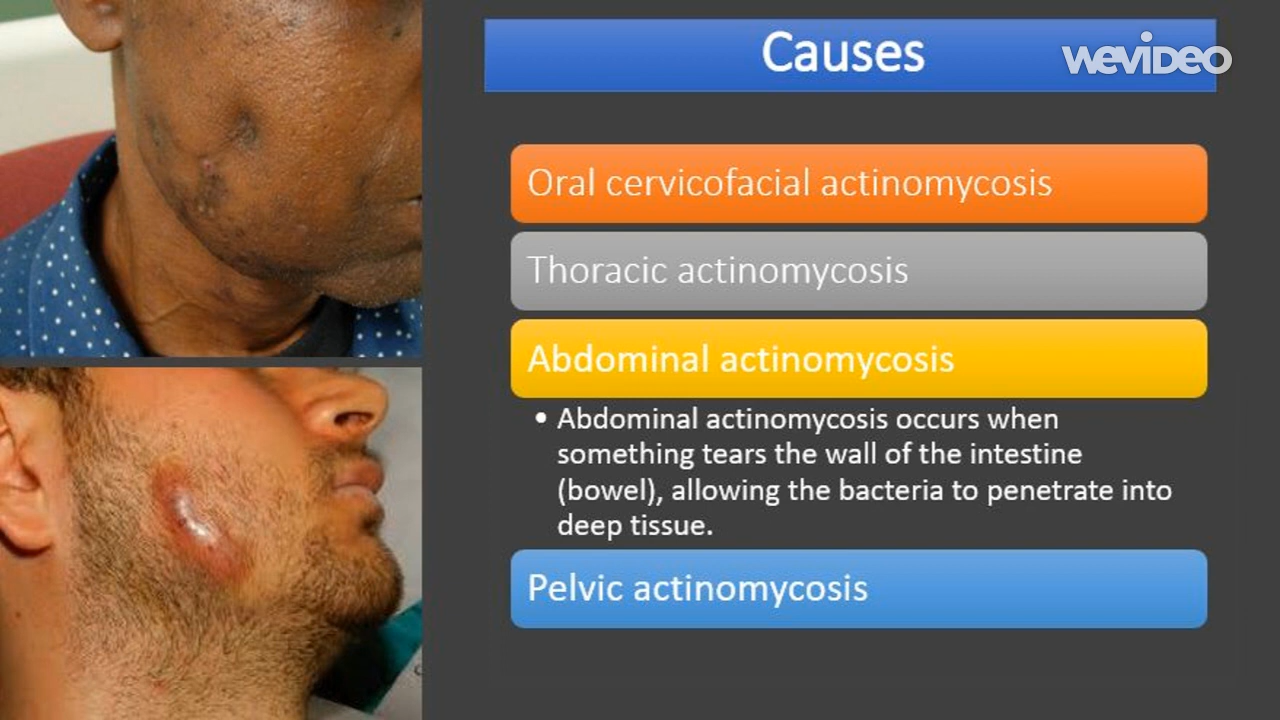 Causes
wevideo
Oral cervicofacial actinomycosis
Thoracic actinomycosis
Abdominal actinomycosis
• Abdominal actinomycosis occurs when
something tears the wall of the intestine
(bowel), allowing the bacteria to penetrate into
deep tissue.
Pelvic actinomycosis